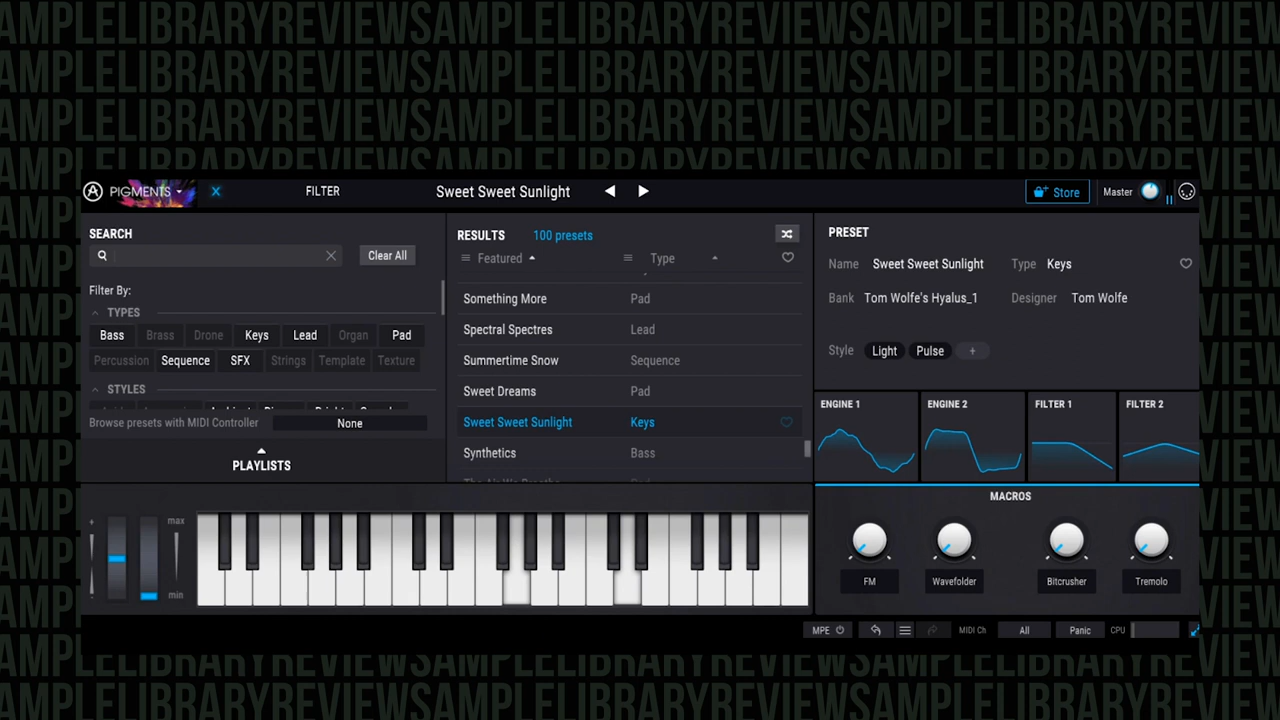 SAMPLELIBRARYREVIEW
PIGMENTS
X
FILTER
Sweet Sweet Sunlight
Store
Master
SEARCH
Clear All
Filter By:
TYPES
Bass Brass Drone Keys Lead Organ Pad
Percussion Sequence SFX Strings Template Texture
STYLES
Browse presets with MIDI Controller None
PLAYLISTS
RESULTS 100 presets
Featured Type
Something More Pad
Spectral Spectres Lead
Summertime Snow Sequence
Sweet Dreams Pad
Sweet Sweet Sunlight Keys
Synthetics Bass
PRESET
Name Sweet Sweet Sunlight Type Keys
Bank Tom Wolfe's Hyalus_1 Designer Tom Wolfe
Style Light Pulse +
ENGINE 1 ENGINE 2 FILTER 1 FILTER 2
MACROS
FM Wavefolder Bitcrusher Tremolo
+ max
- min
MPE MIDI Ch All Panic CPU